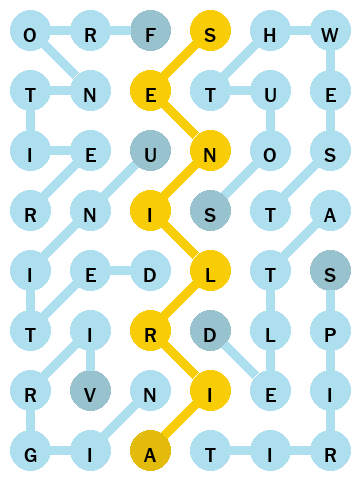 O R F S H W
T N E T U E
I E U N O S
R N I S T A
I E D L T S
T I R D L P
R V N I E I
G I A T I R